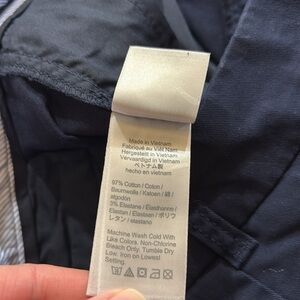 Made in Vietnam
Fabriqué au Viêt Nam
Hergestellt in Vietnam
Vervaardigd in Vietnam
ベトナム製
hecho en vietnam
97% Cotton / Coton /
Baumwolle / Katoen / 綿 /
algodón
3% Elastane / Elasthanne /
Elastan / Elastaan / ポリウ
レタン / elastano
Machine Wash Cold With
Like Colors. Non-Chlorine
Bleach Only. Tumble Dry
Low. Iron on Lowest
Setting.